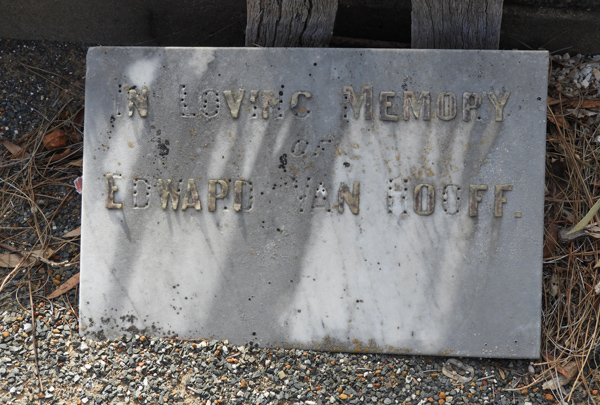 IN LOVING MEMORY
OF
EDWARD VAN HOOFF.